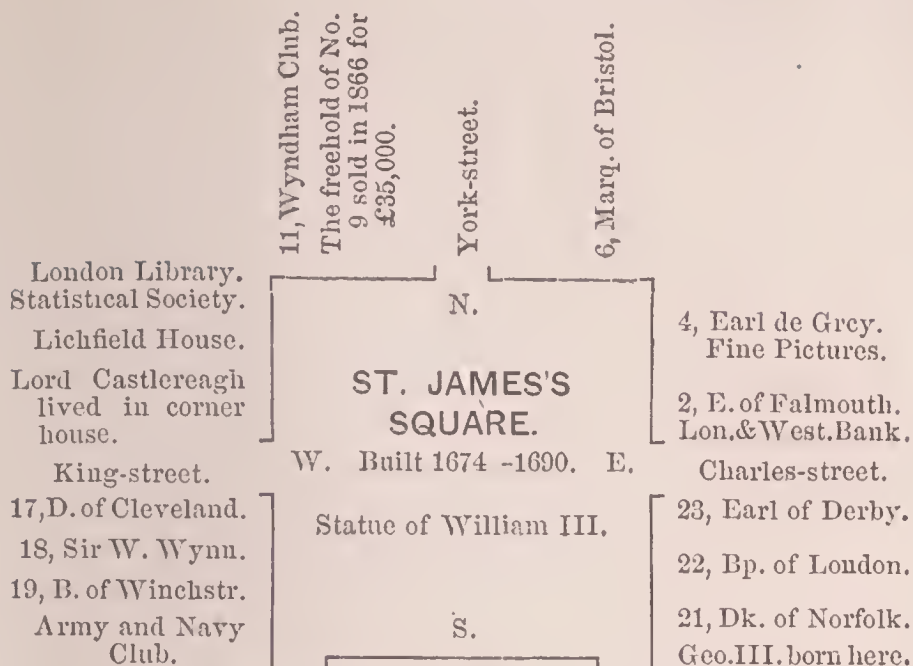 11, Wyndham Club.
The freehold of No.
9 sold in 1866 for
£35,000.
York-street.
6, Marq. of Bristol.
London Library.
Statistical Society.
Lichfield House.
Lord Castlereagh
lived in corner
house.
King-street.
17, D. of Cleveland.
18, Sir W. Wynn.
19, B. of Winchstr.
Army and Navy
Club.
N.
ST. JAMES'S
SQUARE.
W. Built 1674-1690. E.
Statue of William III.
S.
4, Earl de Grey.
Fine Pictures.
2, E. of Falmouth.
Lon.&West.Bank.
Charles-street.
23, Earl of Derby.
22, Bp. of London.
21, Dk. of Norfolk.
Geo.III. born here.